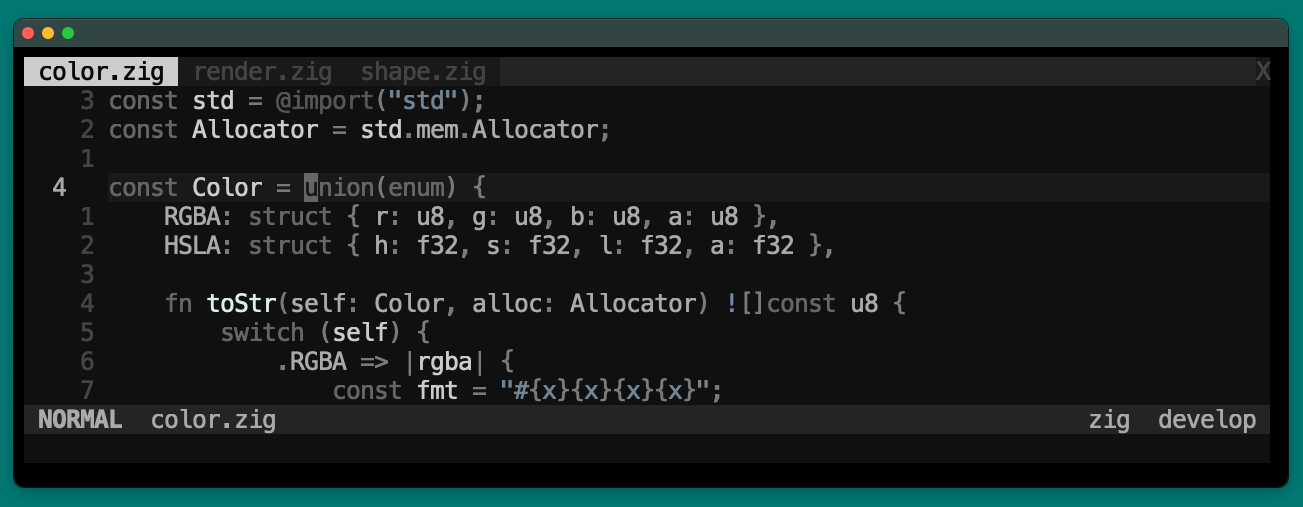 color.zig render.zig shape.zig X
3 const std = @import("std");
2 const Allocator = std.mem.Allocator;
1
4 const Color = union(enum) {
1 RGBA: struct { r: u8, g: u8, b: u8, a: u8 },
2 HSLA: struct { h: f32, s: f32, l: f32, a: f32 },
3
4 fn toStr(self: Color, alloc: Allocator) ![]const u8 {
5 switch (self) {
6 .RGBA => |rgba| {
7 const fmt = "#{x}{x}{x}{x}";
NORMAL color.zig zig develop